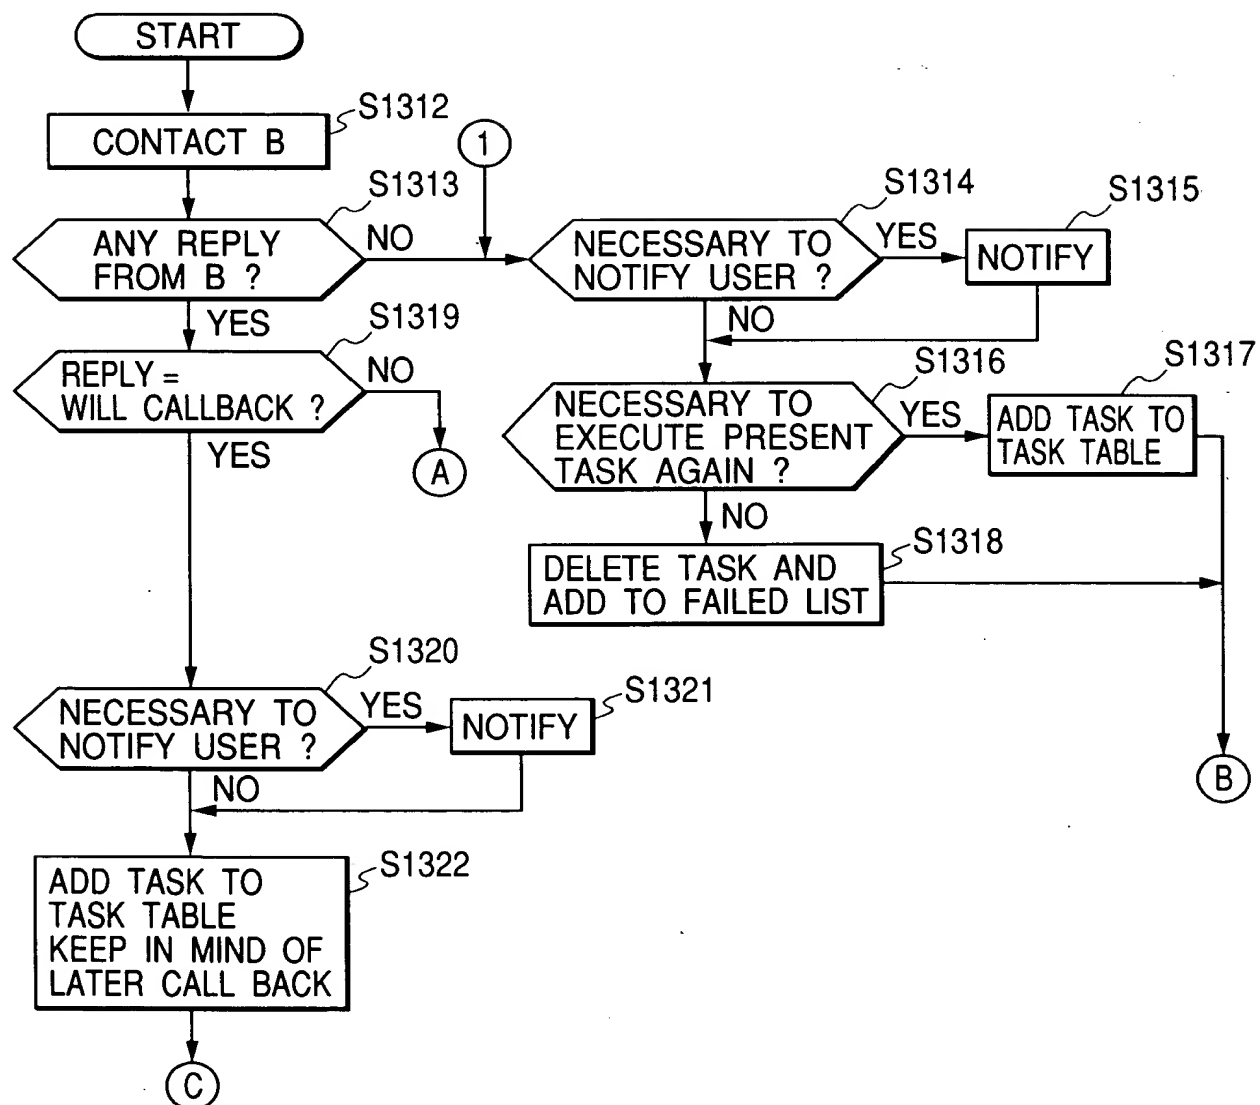 START
S1312
CONTACT B
1
S1313
ANY REPLY
FROM B ?
NO
YES
S1314
NECESSARY TO
NOTIFY USER ?
YES
NO
S1315
NOTIFY
S1319
REPLY =
WILL CALLBACK ?
NO
YES
A
S1316
NECESSARY TO
EXECUTE PRESENT
TASK AGAIN ?
YES
NO
S1317
ADD TASK TO
TASK TABLE
S1318
DELETE TASK AND
ADD TO FAILED LIST
S1320
NECESSARY TO
NOTIFY USER ?
YES
NO
S1321
NOTIFY
B
S1322
ADD TASK TO
TASK TABLE
KEEP IN MIND OF
LATER CALL BACK
C